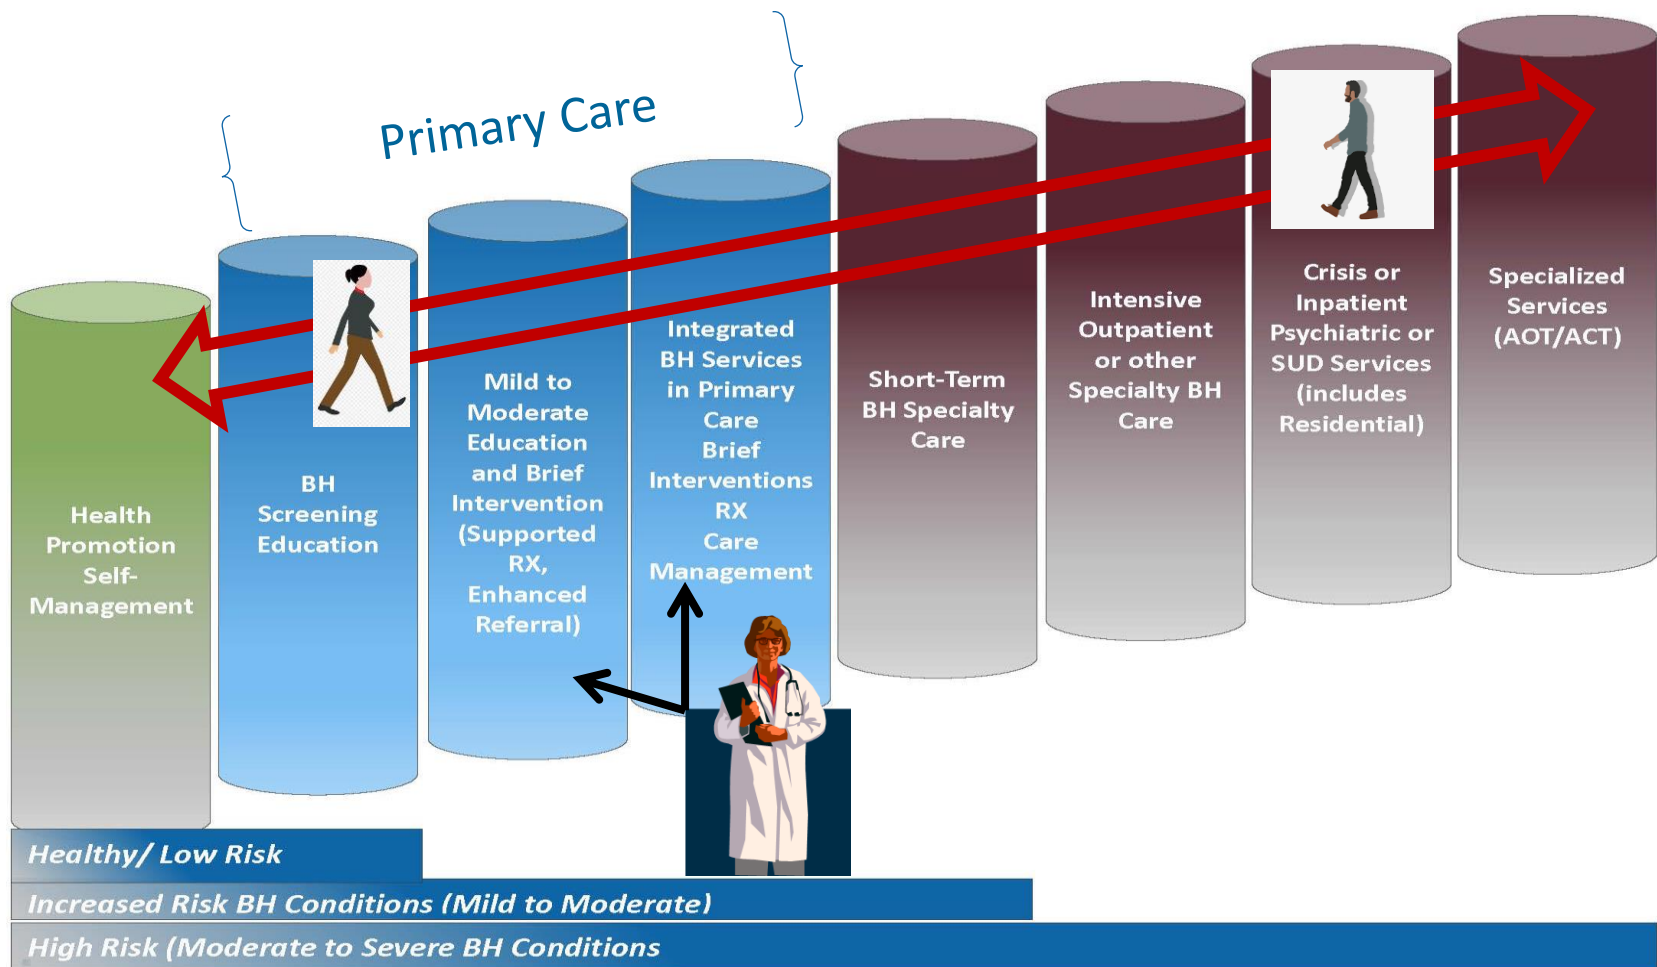 Primary Care
Health
Promotion
Self-
Management
BH
Screening
Education
Mild to
Moderate
Education
and Brief
Intervention
(Supported
RX,
Enhanced
Referral)
Integrated
BH Services
in Primary
Care
Brief
Interventions
RX
Care
Management
Short-Term
BH Specialty
Care
Intensive
Outpatient
or other
Specialty BH
Care
Crisis or
Inpatient
Psychiatric or
SUD Services
(includes
Residential)
Specialized
Services
(AOT/ACT)
Healthy/ Low Risk
Increased Risk BH Conditions (Mild to Moderate)
High Risk (Moderate to Severe BH Conditions